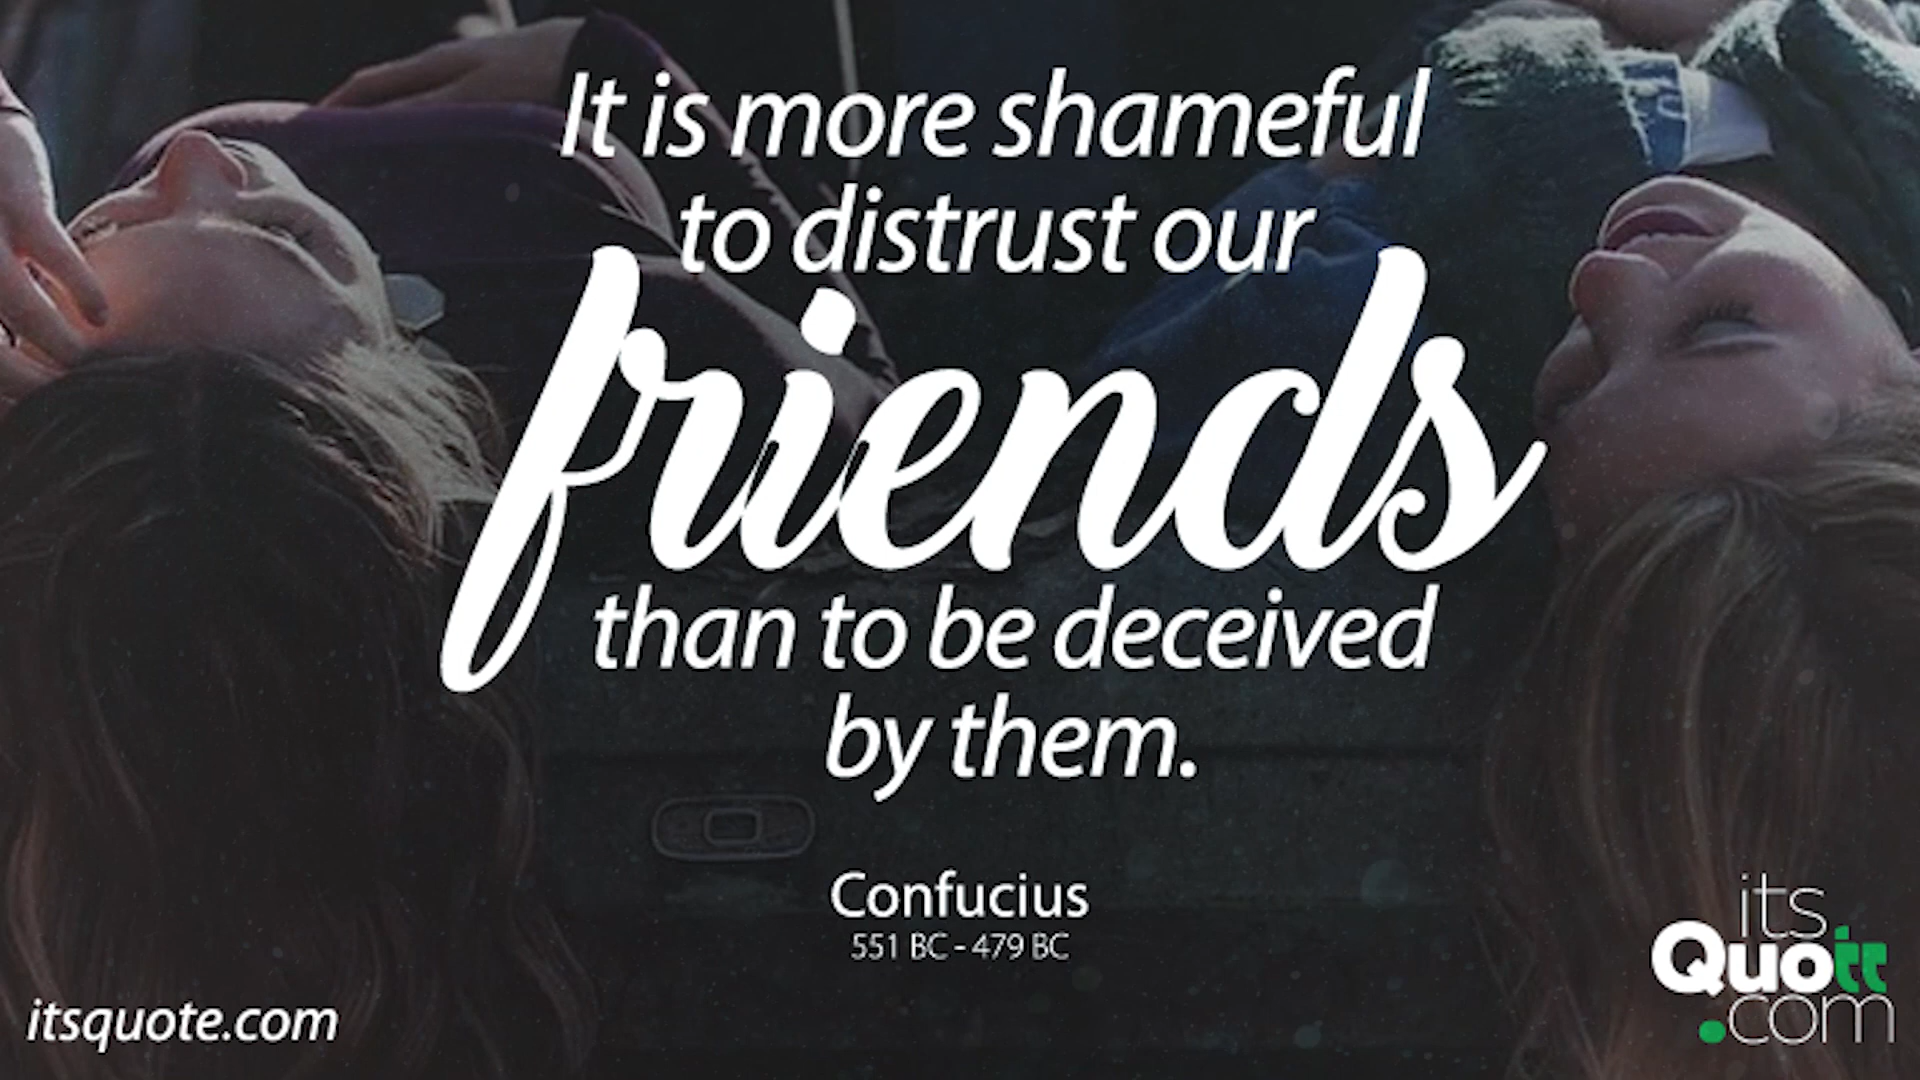 It is more shameful
to distrust our
friends
than to be deceived
by them.
Confucius
551 BC - 479 BC
itsquote.com
its
Quott
.com